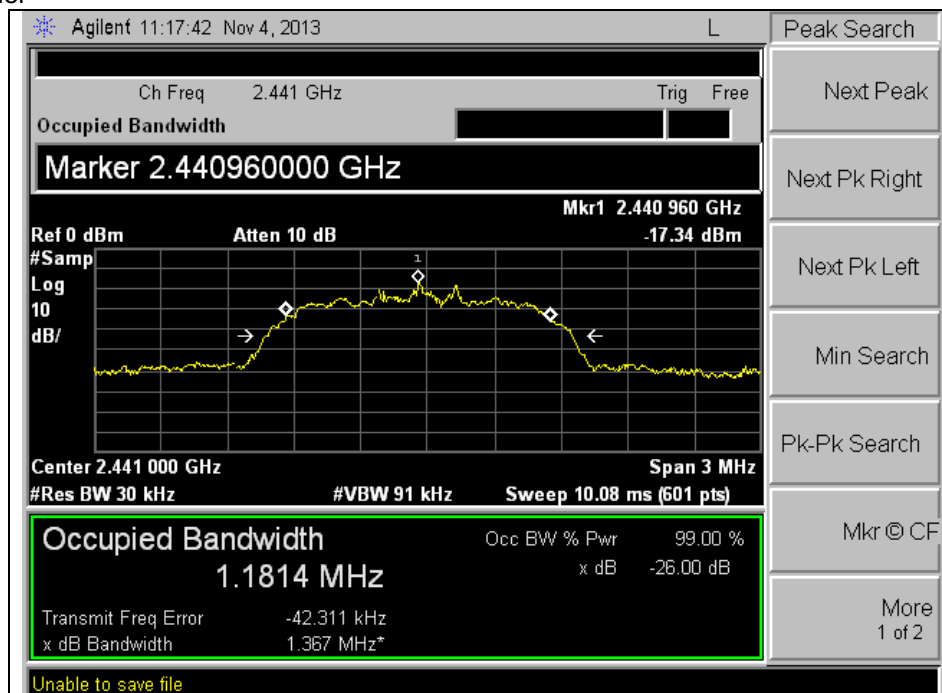 Agilent 11:17:42 Nov 4, 2013 L
Peak Search
Ch Freq 2.441 GHz Trig Free
Occupied Bandwidth
Marker 2.440960000 GHz
Mkr1 2.440 960 GHz
Ref 0 dBm Atten 10 dB -17.34 dBm
#Samp
Log
10
dB/
1
Center 2.441 000 GHz Span 3 MHz
#Res BW 30 kHz #VBW 91 kHz Sweep 10.08 ms (601 pts)
Occupied Bandwidth
1.1814 MHz
Occ BW % Pwr 99.00 %
x dB -26.00 dB
Transmit Freq Error -42.311 kHz
x dB Bandwidth 1.367 MHz*
Unable to save file
Next Peak
Next Pk Right
Next Pk Left
Min Search
Pk-Pk Search
Mkr © CF
More
1 of 2